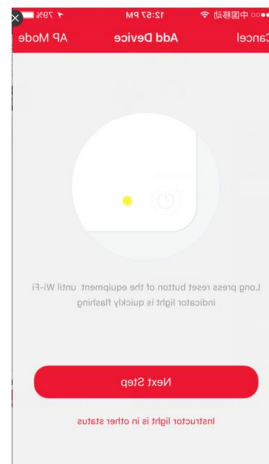 ●●○○○ 中国移动 12:57 PM 79%
Cancel Add Device AP Mode
Long press reset button of the equipment until Wi-Fi
indicator light is quickly flashing
Next Step
Instructor light is in other status